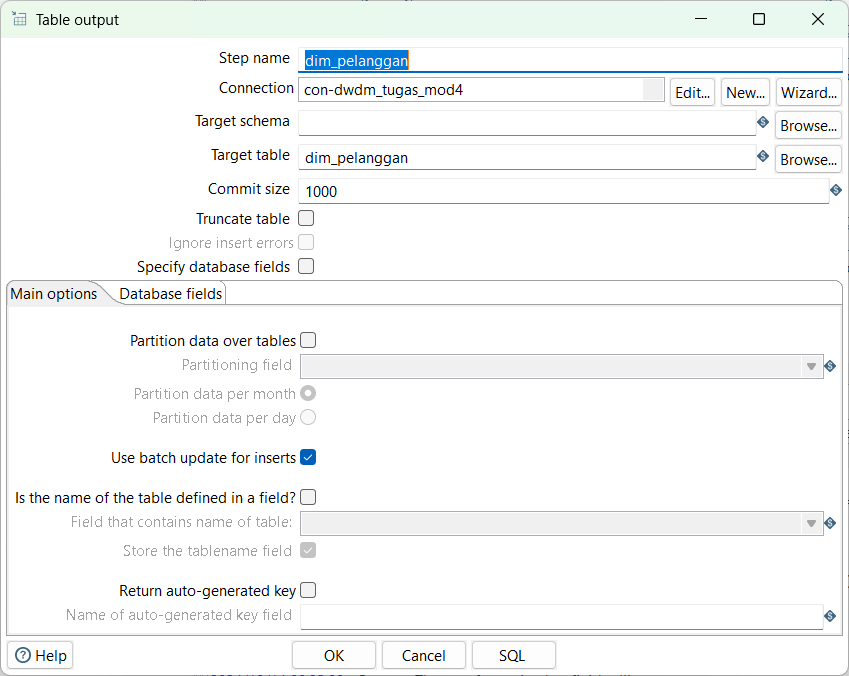 Table output
Step name dim_pelanggan
Connection con-dwdm_tugas_mod4 Edit... New... Wizard...
Target schema Browse...
Target table dim_pelanggan Browse...
Commit size 1000
Truncate table
Ignore insert errors
Specify database fields
Main options Database fields
Partition data over tables
Partitioning field
Partition data per month
Partition data per day
Use batch update for inserts
Is the name of the table defined in a field?
Field that contains name of table:
Store the tablename field
Return auto-generated key
Name of auto-generated key field
Help OK Cancel SQL